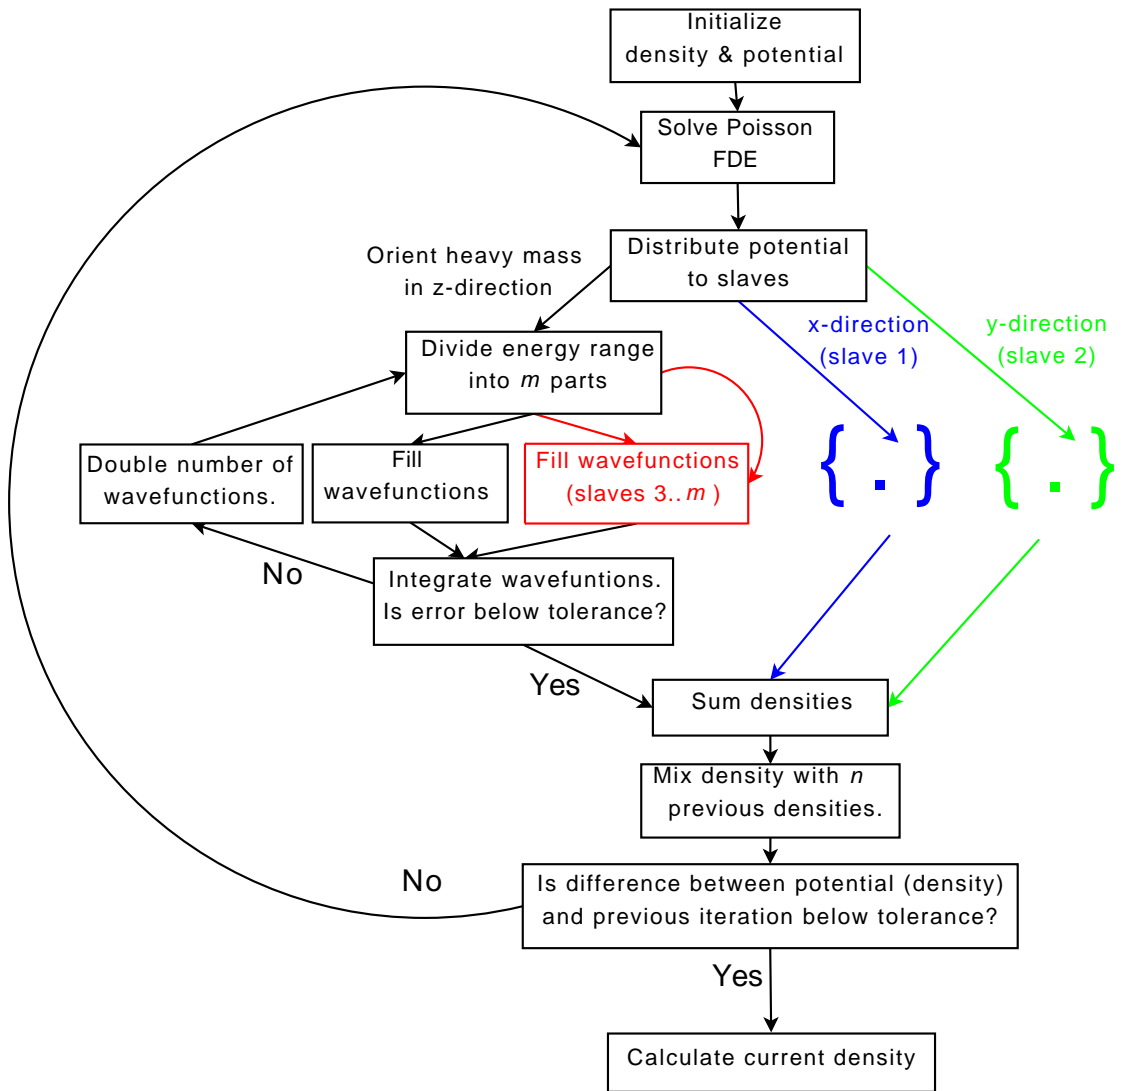 Initialize
density & potential
Solve Poisson
FDE
Distribute potential
to slaves
Orient heavy mass
in z-direction
x-direction
(slave 1)
y-direction
(slave 2)
Divide energy range
into m parts
Double number of
wavefunctions.
Fill
wavefunctions
Fill wavefunctions
(slaves 3..m )
{ . }
{ . }
No
Integrate wavefuntions.
Is error below tolerance?
Yes
Sum densities
Mix density with n
previous densities.
No
Is difference between potential (density)
and previous iteration below tolerance?
Yes
Calculate current density